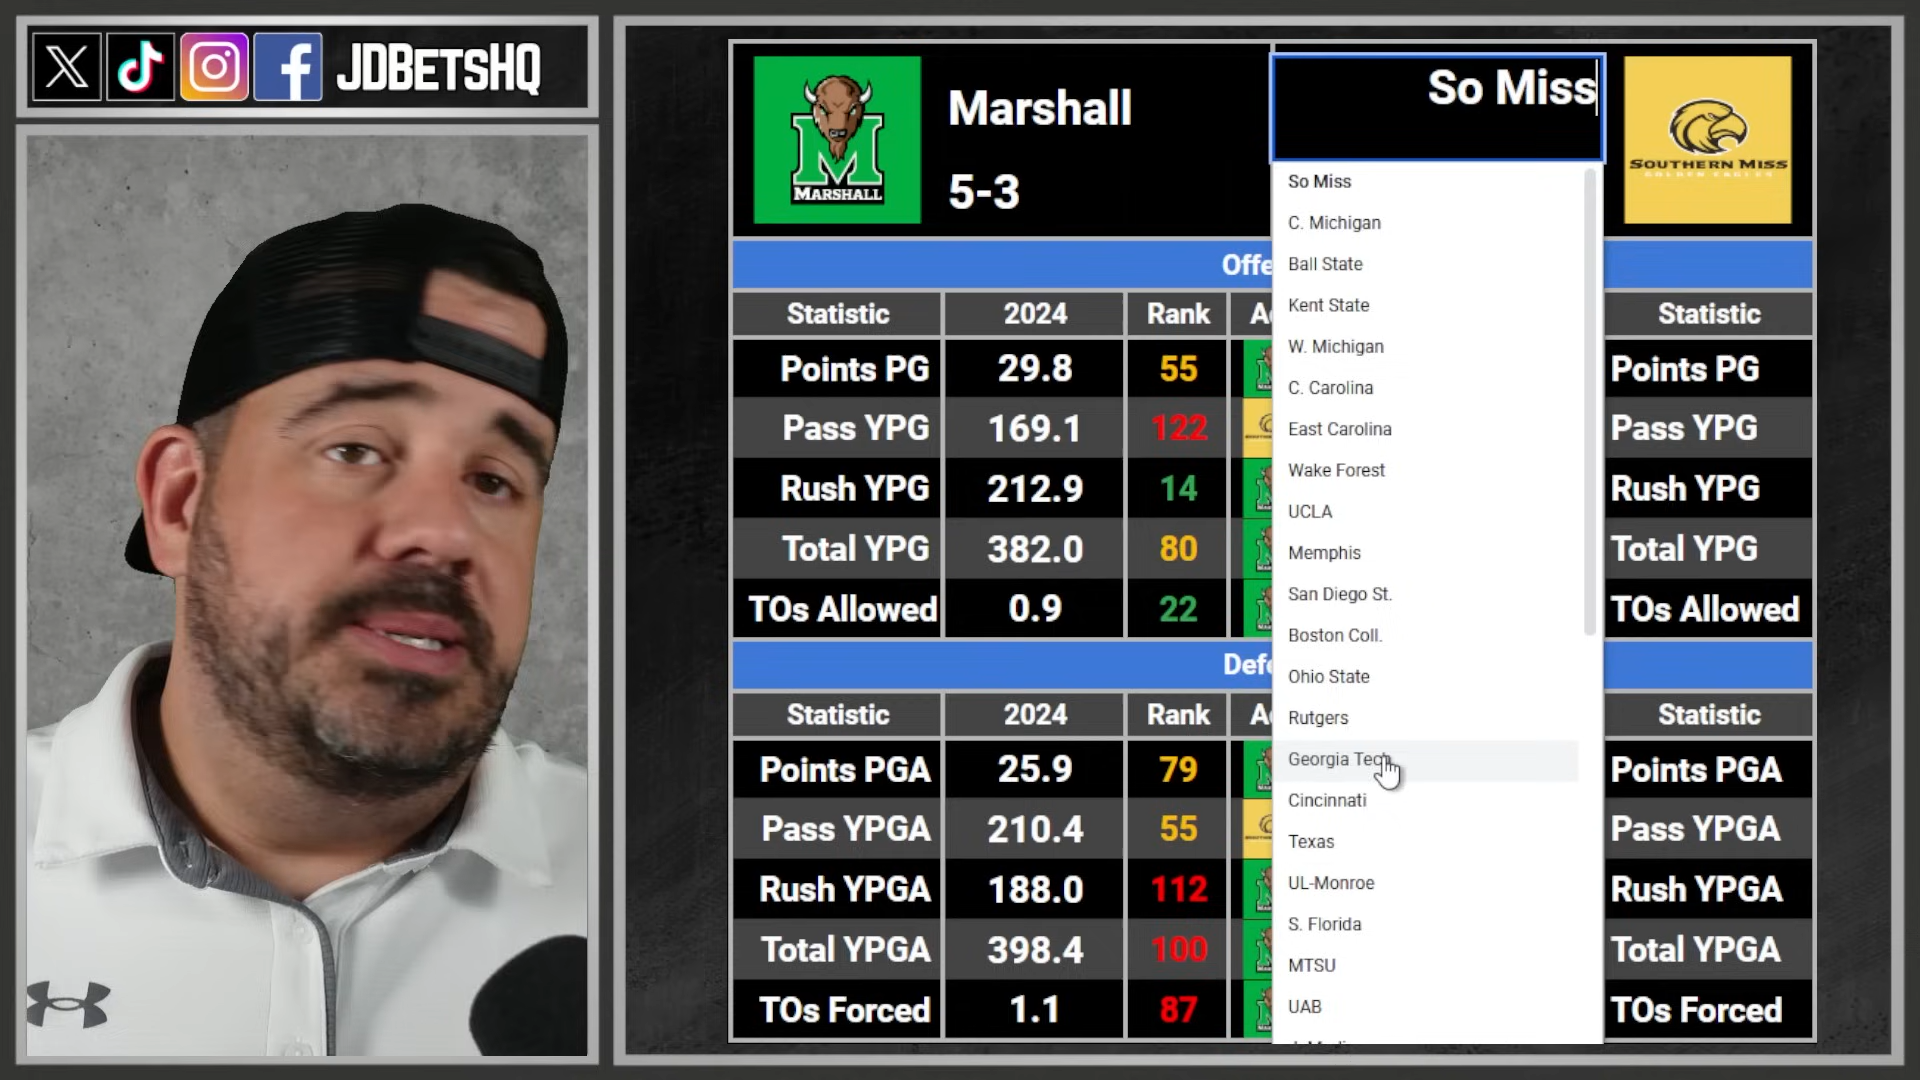 JDBETSHQ
Marshall
5-3
MARSHALL
So Miss
SOUTHERN MISS
GOLDEN EAGLES
So Miss
C. Michigan
Ball State
Kent State
W. Michigan
C. Carolina
East Carolina
Wake Forest
UCLA
Memphis
San Diego St.
Boston Coll.
Ohio State
Rutgers
Georgia Tech
Cincinnati
Texas
UL-Monroe
S. Florida
MTSU
UAB
Offe
Statistic 2024 Rank A Statistic
Points PG 29.8 55 Points PG
Pass YPG 169.1 122 Pass YPG
Rush YPG 212.9 14 Rush YPG
Total YPG 382.0 80 Total YPG
TOs Allowed 0.9 22 TOs Allowed
Defe
Statistic 2024 Rank A Statistic
Points PGA 25.9 79 Points PGA
Pass YPGA 210.4 55 Pass YPGA
Rush YPGA 188.0 112 Rush YPGA
Total YPGA 398.4 100 Total YPGA
TOs Forced 1.1 87 TOs Forced